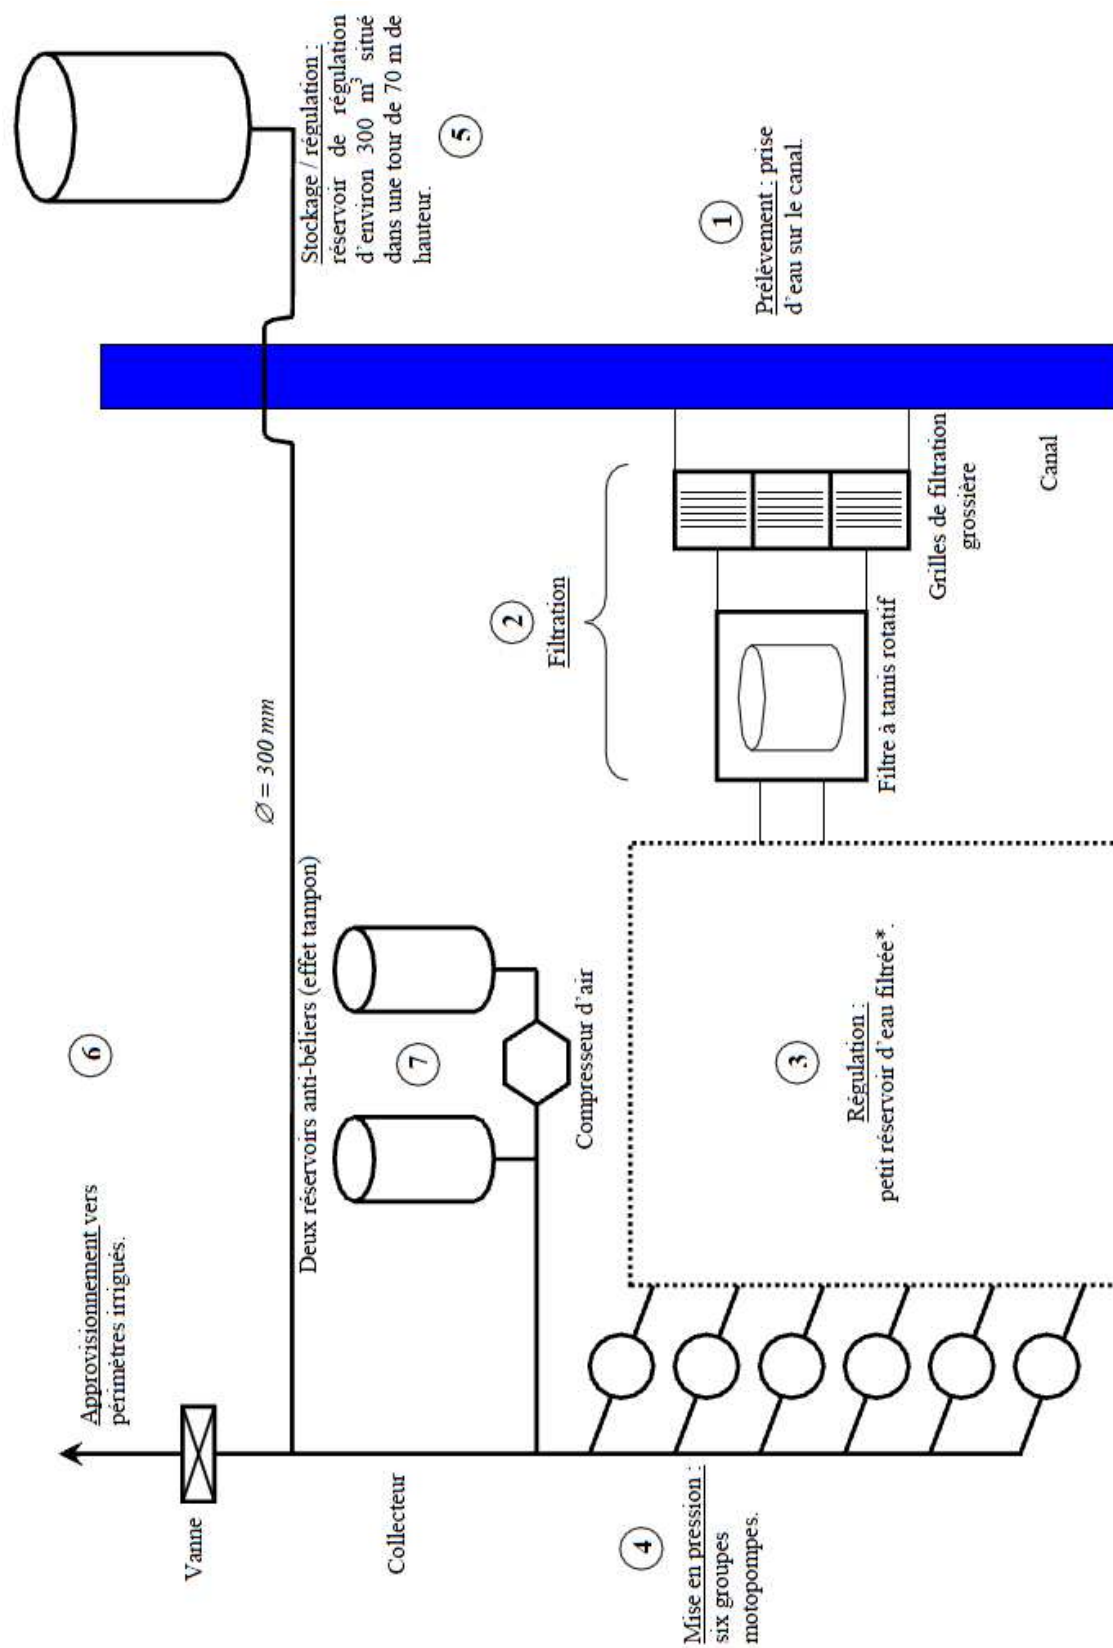 Vanne
Approvisionnement vers
périmètres irrigués.
6
Ø = 300 mm
Stockage / régulation :
réservoir de régulation
d'environ 300 m³ situé
dans une tour de 70 m de
hauteur.
5
Deux réservoirs anti-béliers (effet tampon)
7
Compresseur d'air
Collecteur
4
Mise en pression :
six groupes
motopompes.
3
Régulation :
petit réservoir d'eau filtrée*.
2
Filtration
Filtre à tamis rotatif
Grilles de filtration
grossière
Canal
1
Prélèvement : prise
d'eau sur le canal.